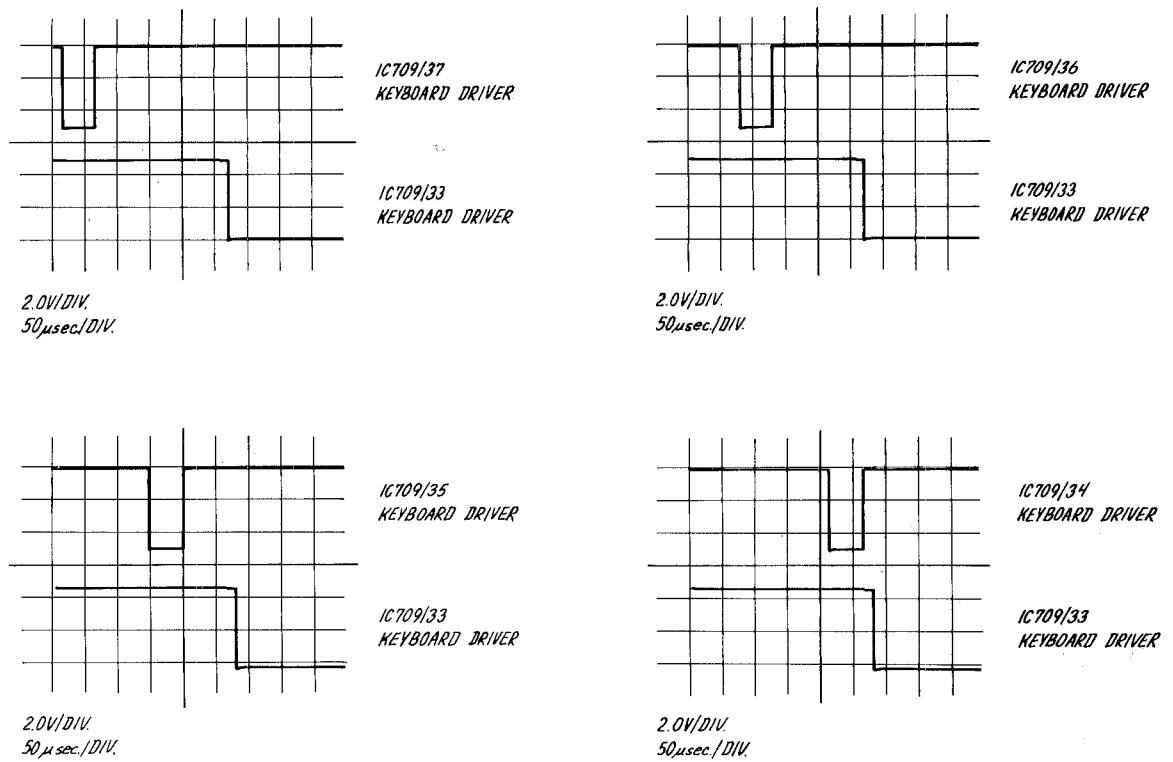 IC709/37
KEYBOARD DRIVER
IC709/33
KEYBOARD DRIVER
2.0V/DIV.
50μsec/DIV.
IC709/36
KEYBOARD DRIVER
IC709/33
KEYBOARD DRIVER
2.0V/DIV.
50μsec./DIV.
IC709/35
KEYBOARD DRIVER
IC709/33
KEYBOARD DRIVER
2.0V/DIV.
50μsec./DIV.
IC709/34
KEYBOARD DRIVER
IC709/33
KEYBOARD DRIVER
2.0V/DIV.
50μsec./DIV.